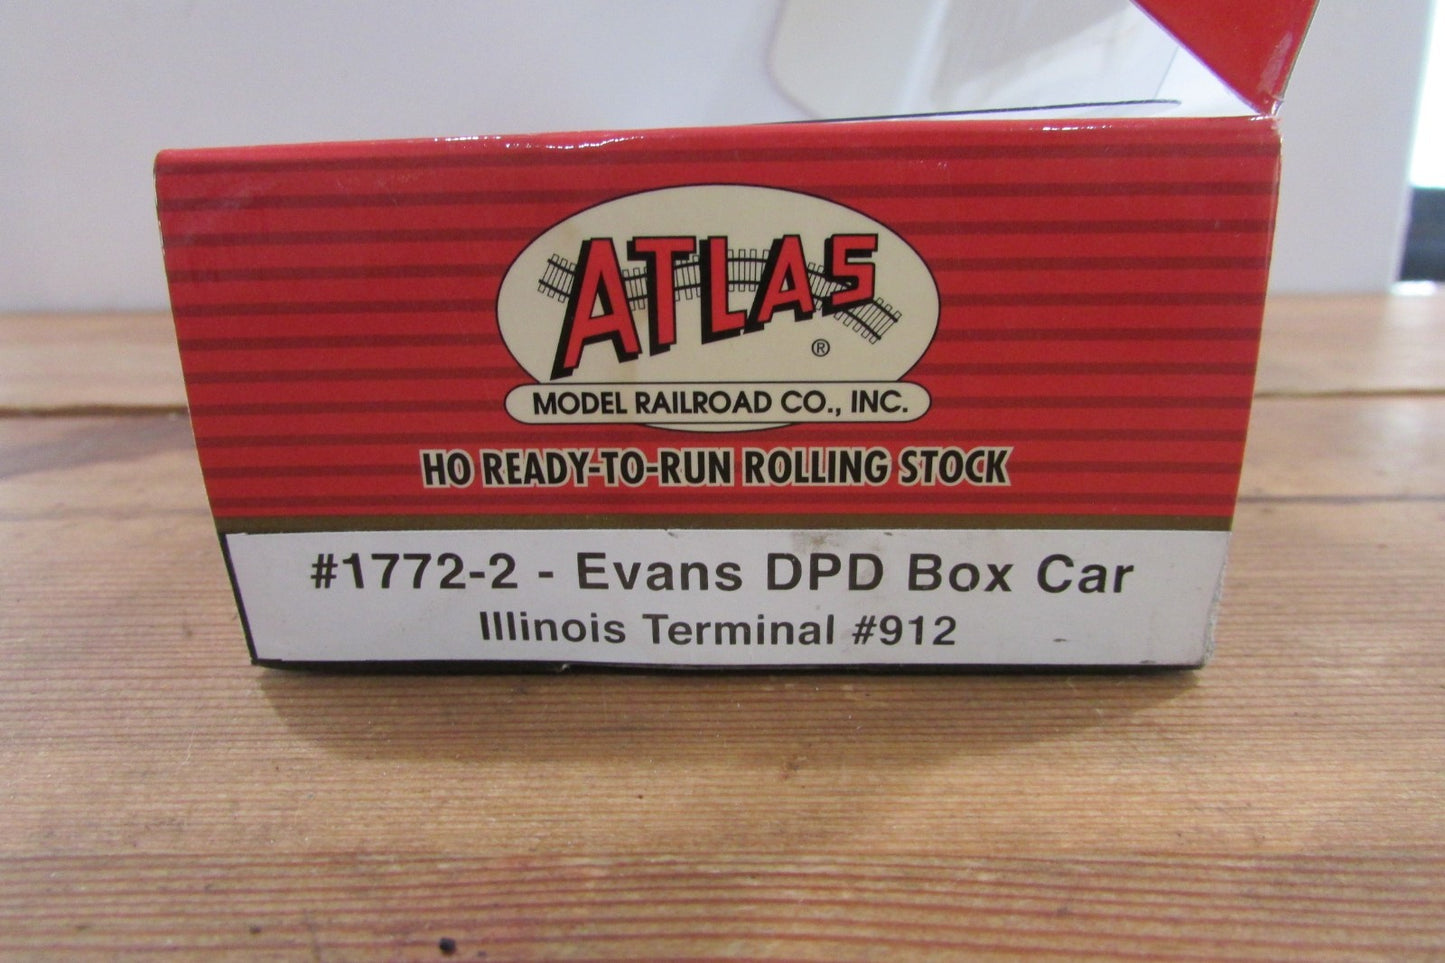 ATLAS
®
MODEL RAILROAD CO., INC.
HO READY-TO-RUN ROLLING STOCK
#1772-2 - Evans DPD Box Car
Illinois Terminal #912